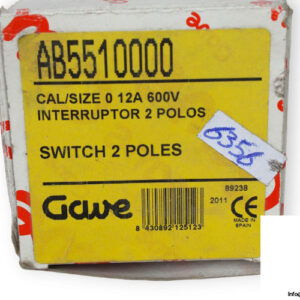 AB5510000
CAL/SIZE 0 12A 600V
INTERRUPTOR 2 POLOS
6356
SWITCH 2 POLES
89238
2011 CE
Gave
MADE IN
SPAIN
8 430892 125123